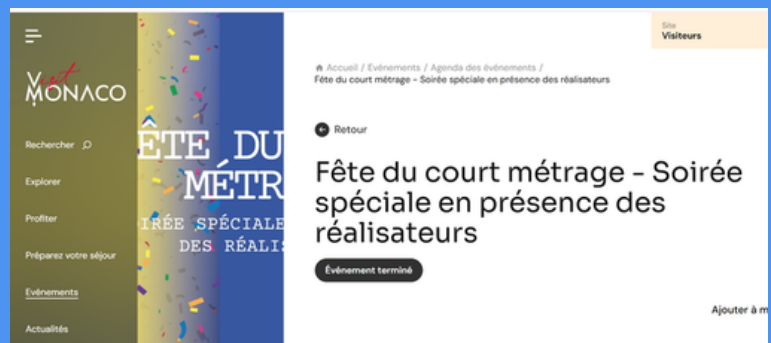 Visit
MONACO
Rechercher
Explorer
Profiter
Préparez votre séjour
Evénements
Actualités
ÊTE DU
MÉTR
IRÉE SPÉCIALE
DES RÉALIS
Site
Visiteurs
Accueil / Evénements / Agenda des événements /
Fête du court métrage - Soirée spéciale en présence des réalisateurs
Retour
Fête du court métrage - Soirée
spéciale en présence des
réalisateurs
Événement terminé
Ajouter à m